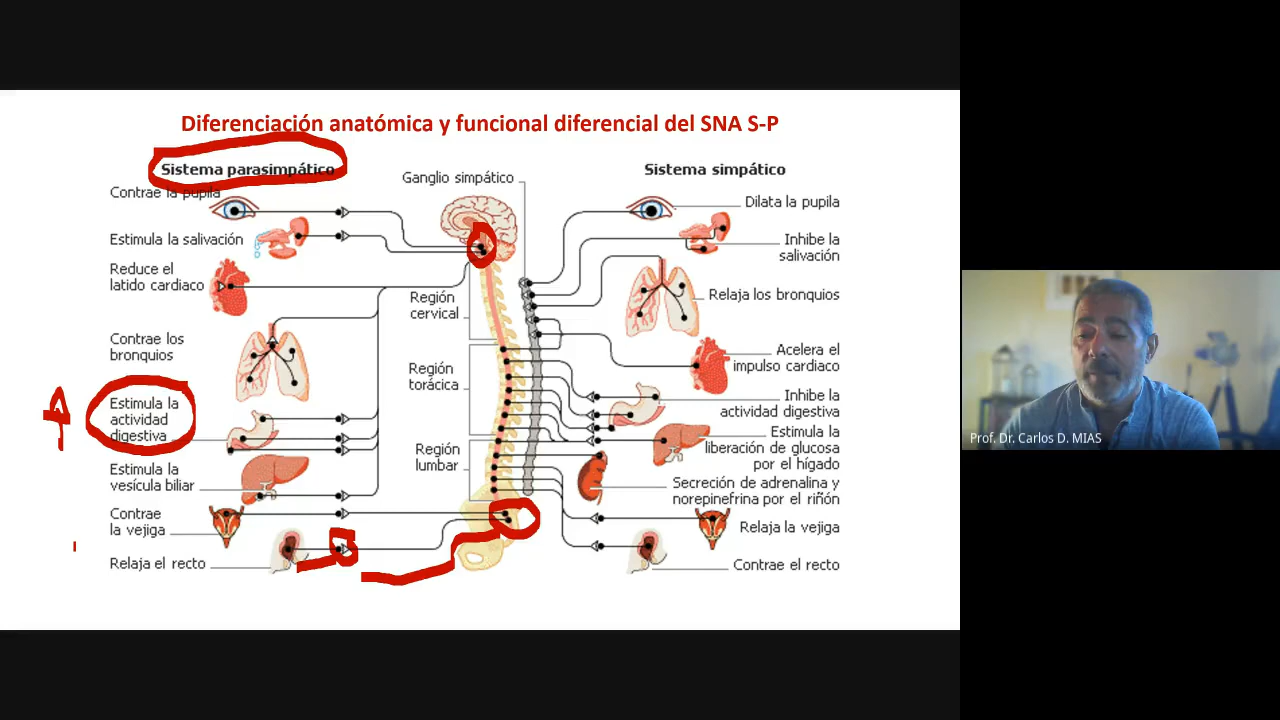 Diferenciación anatómica y funcional diferencial del SNA S-P
Sistema parasimpático
Contrae la pupila
Estimula la salivación
Reduce el
latido cardiaco
Contrae los
bronquios
Estimula la
actividad
digestiva
Estimula la
vesícula biliar
Contrae
la vejiga
Relaja el recto
Ganglio simpático
Región
cervical
Región
torácica
Región
lumbar
Sistema simpático
Dilata la pupila
Inhibe la
salivación
Relaja los bronquios
Acelera el
impulso cardiaco
Inhibe la
actividad digestiva
Estimula la
liberación de glucosa
por el hígado
Secreción de adrenalina y
norepinefrina por el riñón
Relaja la vejiga
Contrae el recto
Prof. Dr. Carlos D. MIAS